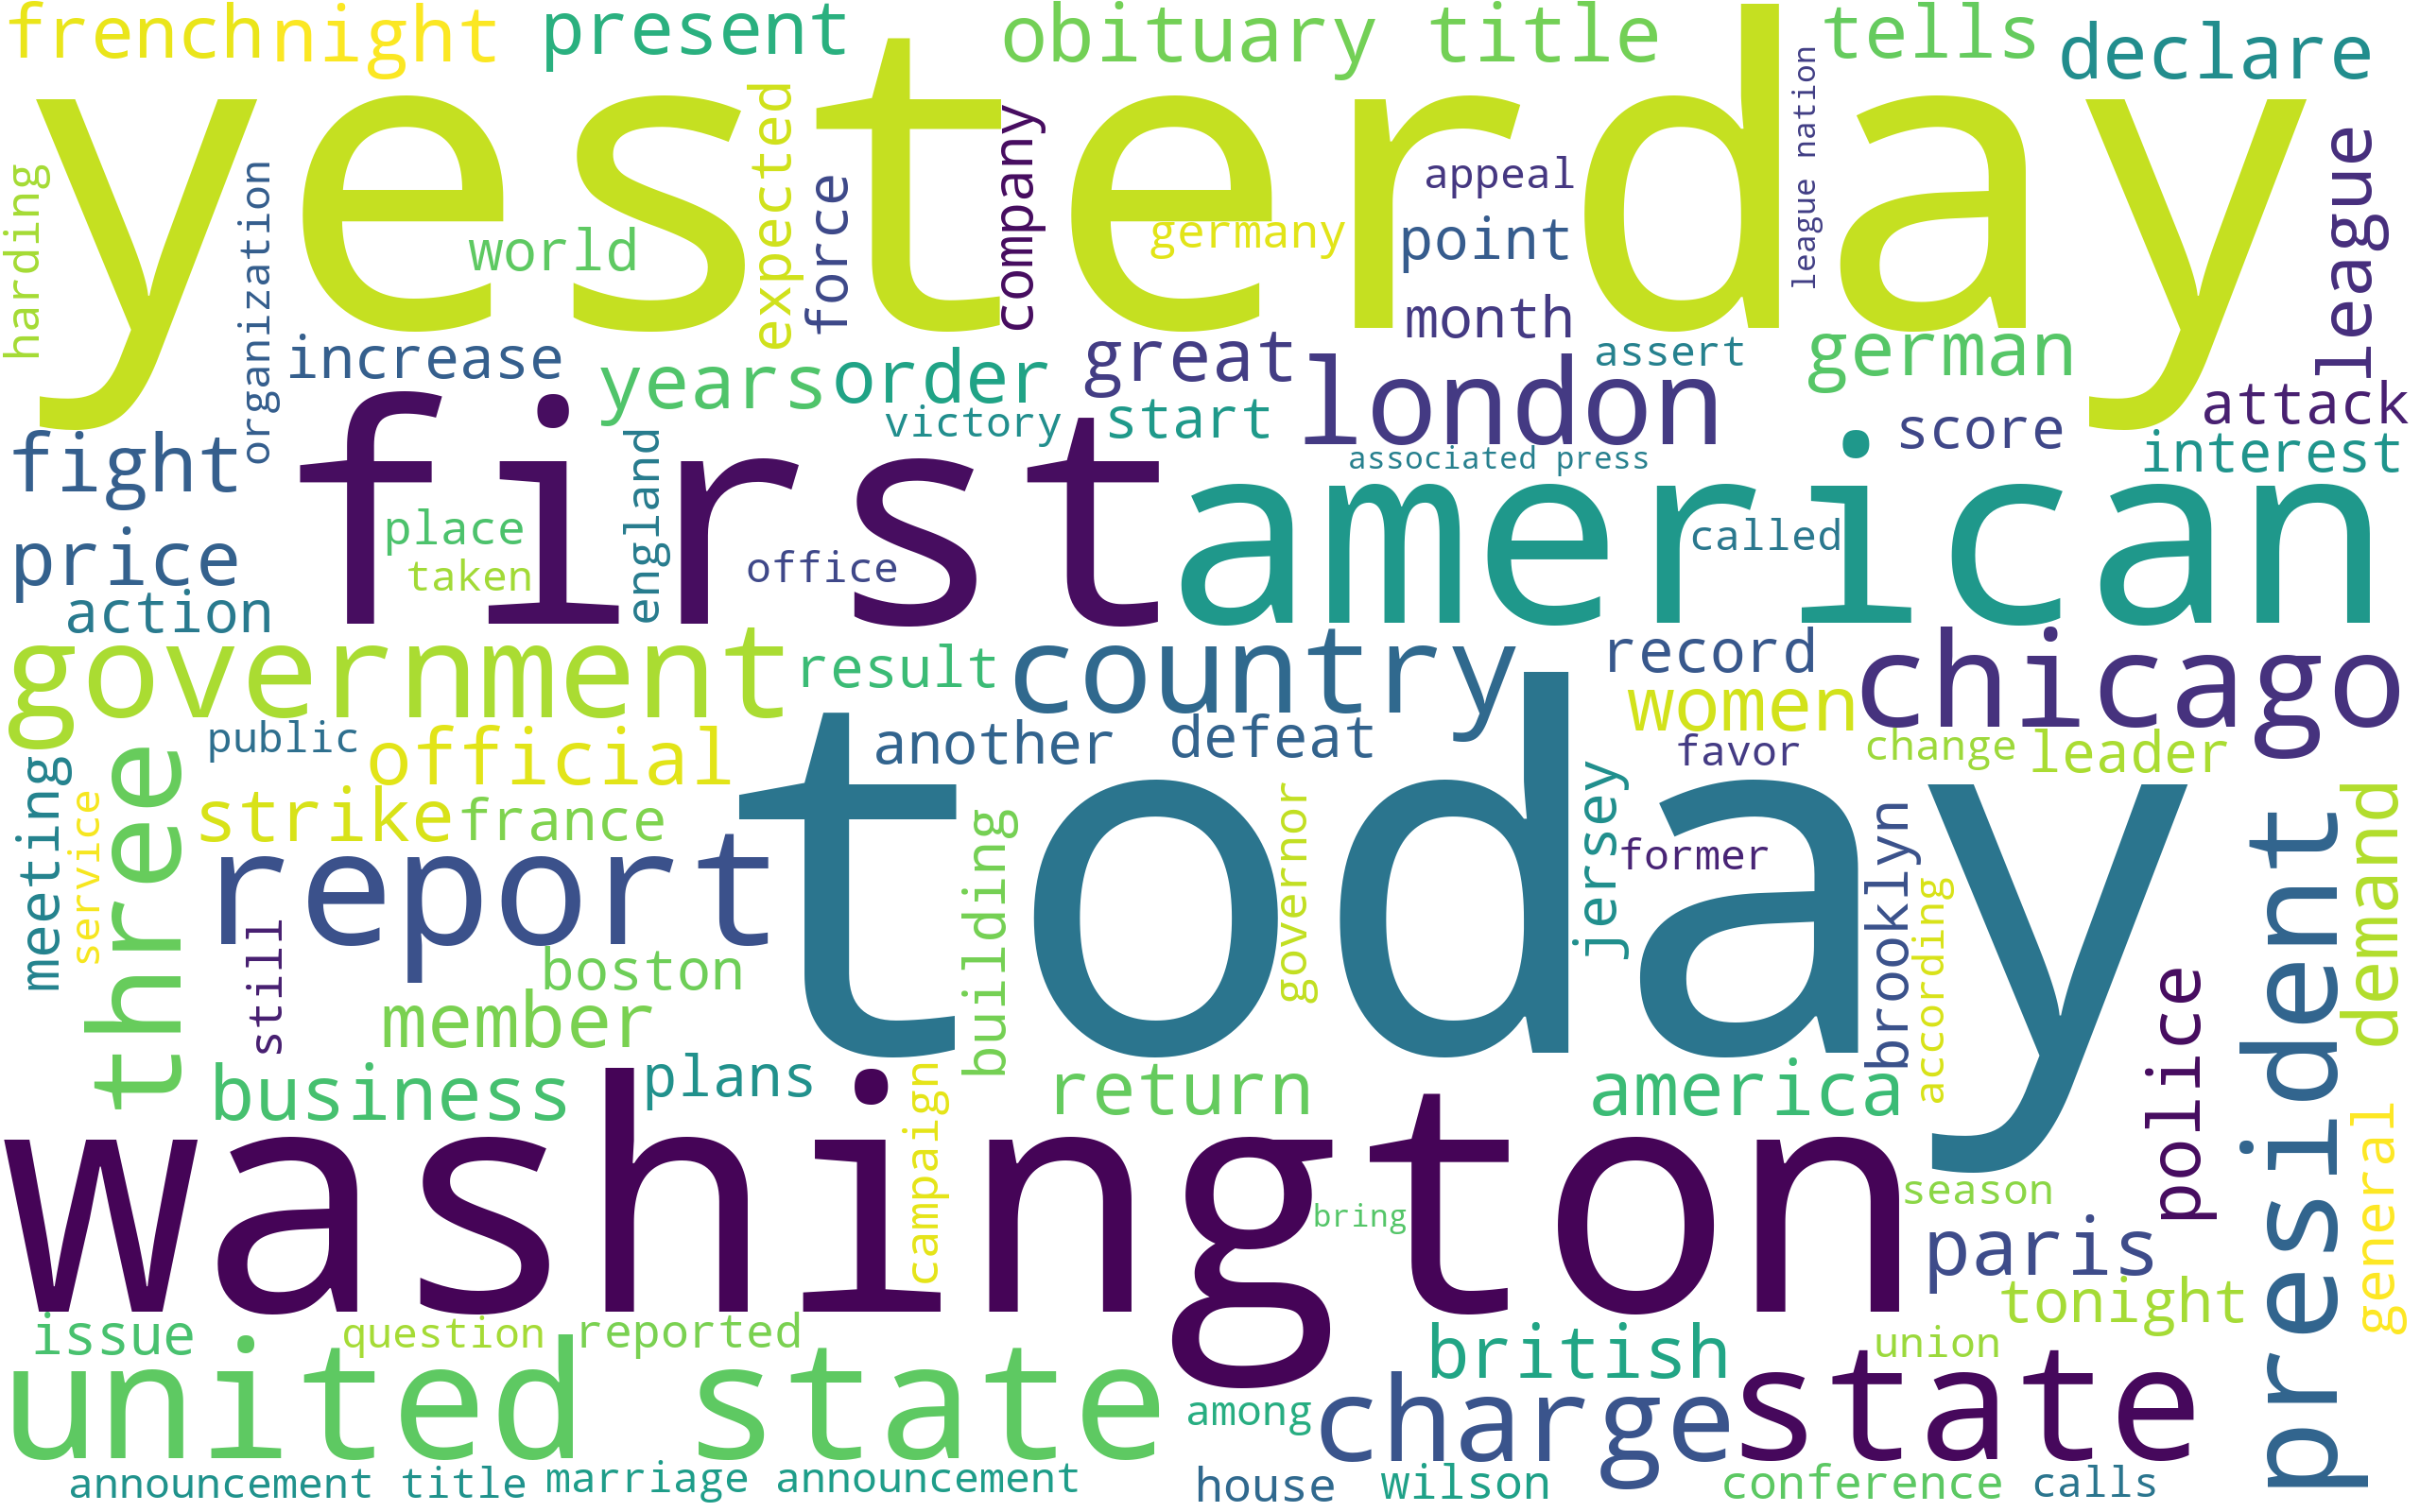 french night present obituary title tells declare
yesterday
harding
organization
world
expected
force
company
germany
appeal
point
month
league nation
league
increase
years order
great
london
assert
german
attack
victory
start
score
interest
associated press
fight
first
american
england
price
place
taken
office
called
action
government
result
country
record
women
chicago
public
official
another
defeat
favor
change
leader
meeting
service
three
strike
france
report
today
building
governor
jersey
former
brooklyn
according
demand
president
still
boston
member
police
business
plans
campaign
return
america
washington
bring
season
paris
tonight
general
issue
question
reported
british
union
united state
among
charge
state
announcement title
marriage announcement
house
wilson
conference
calls